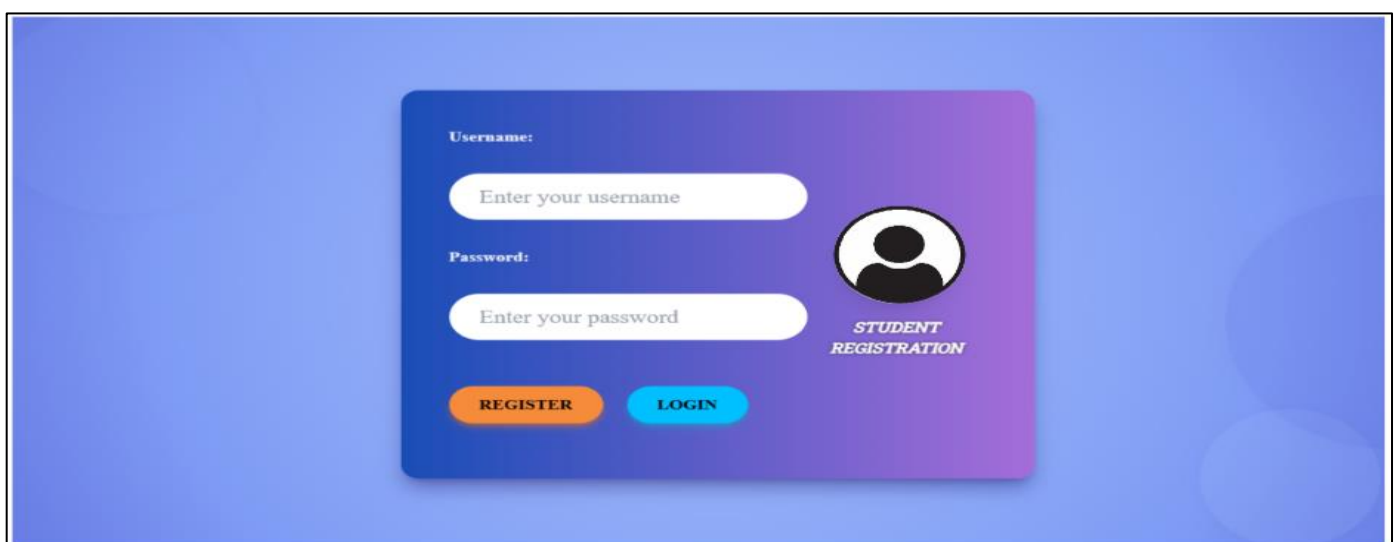 Username:
Enter your username
Password:
Enter your password
STUDENT
REGISTRATION
REGISTER
LOGIN